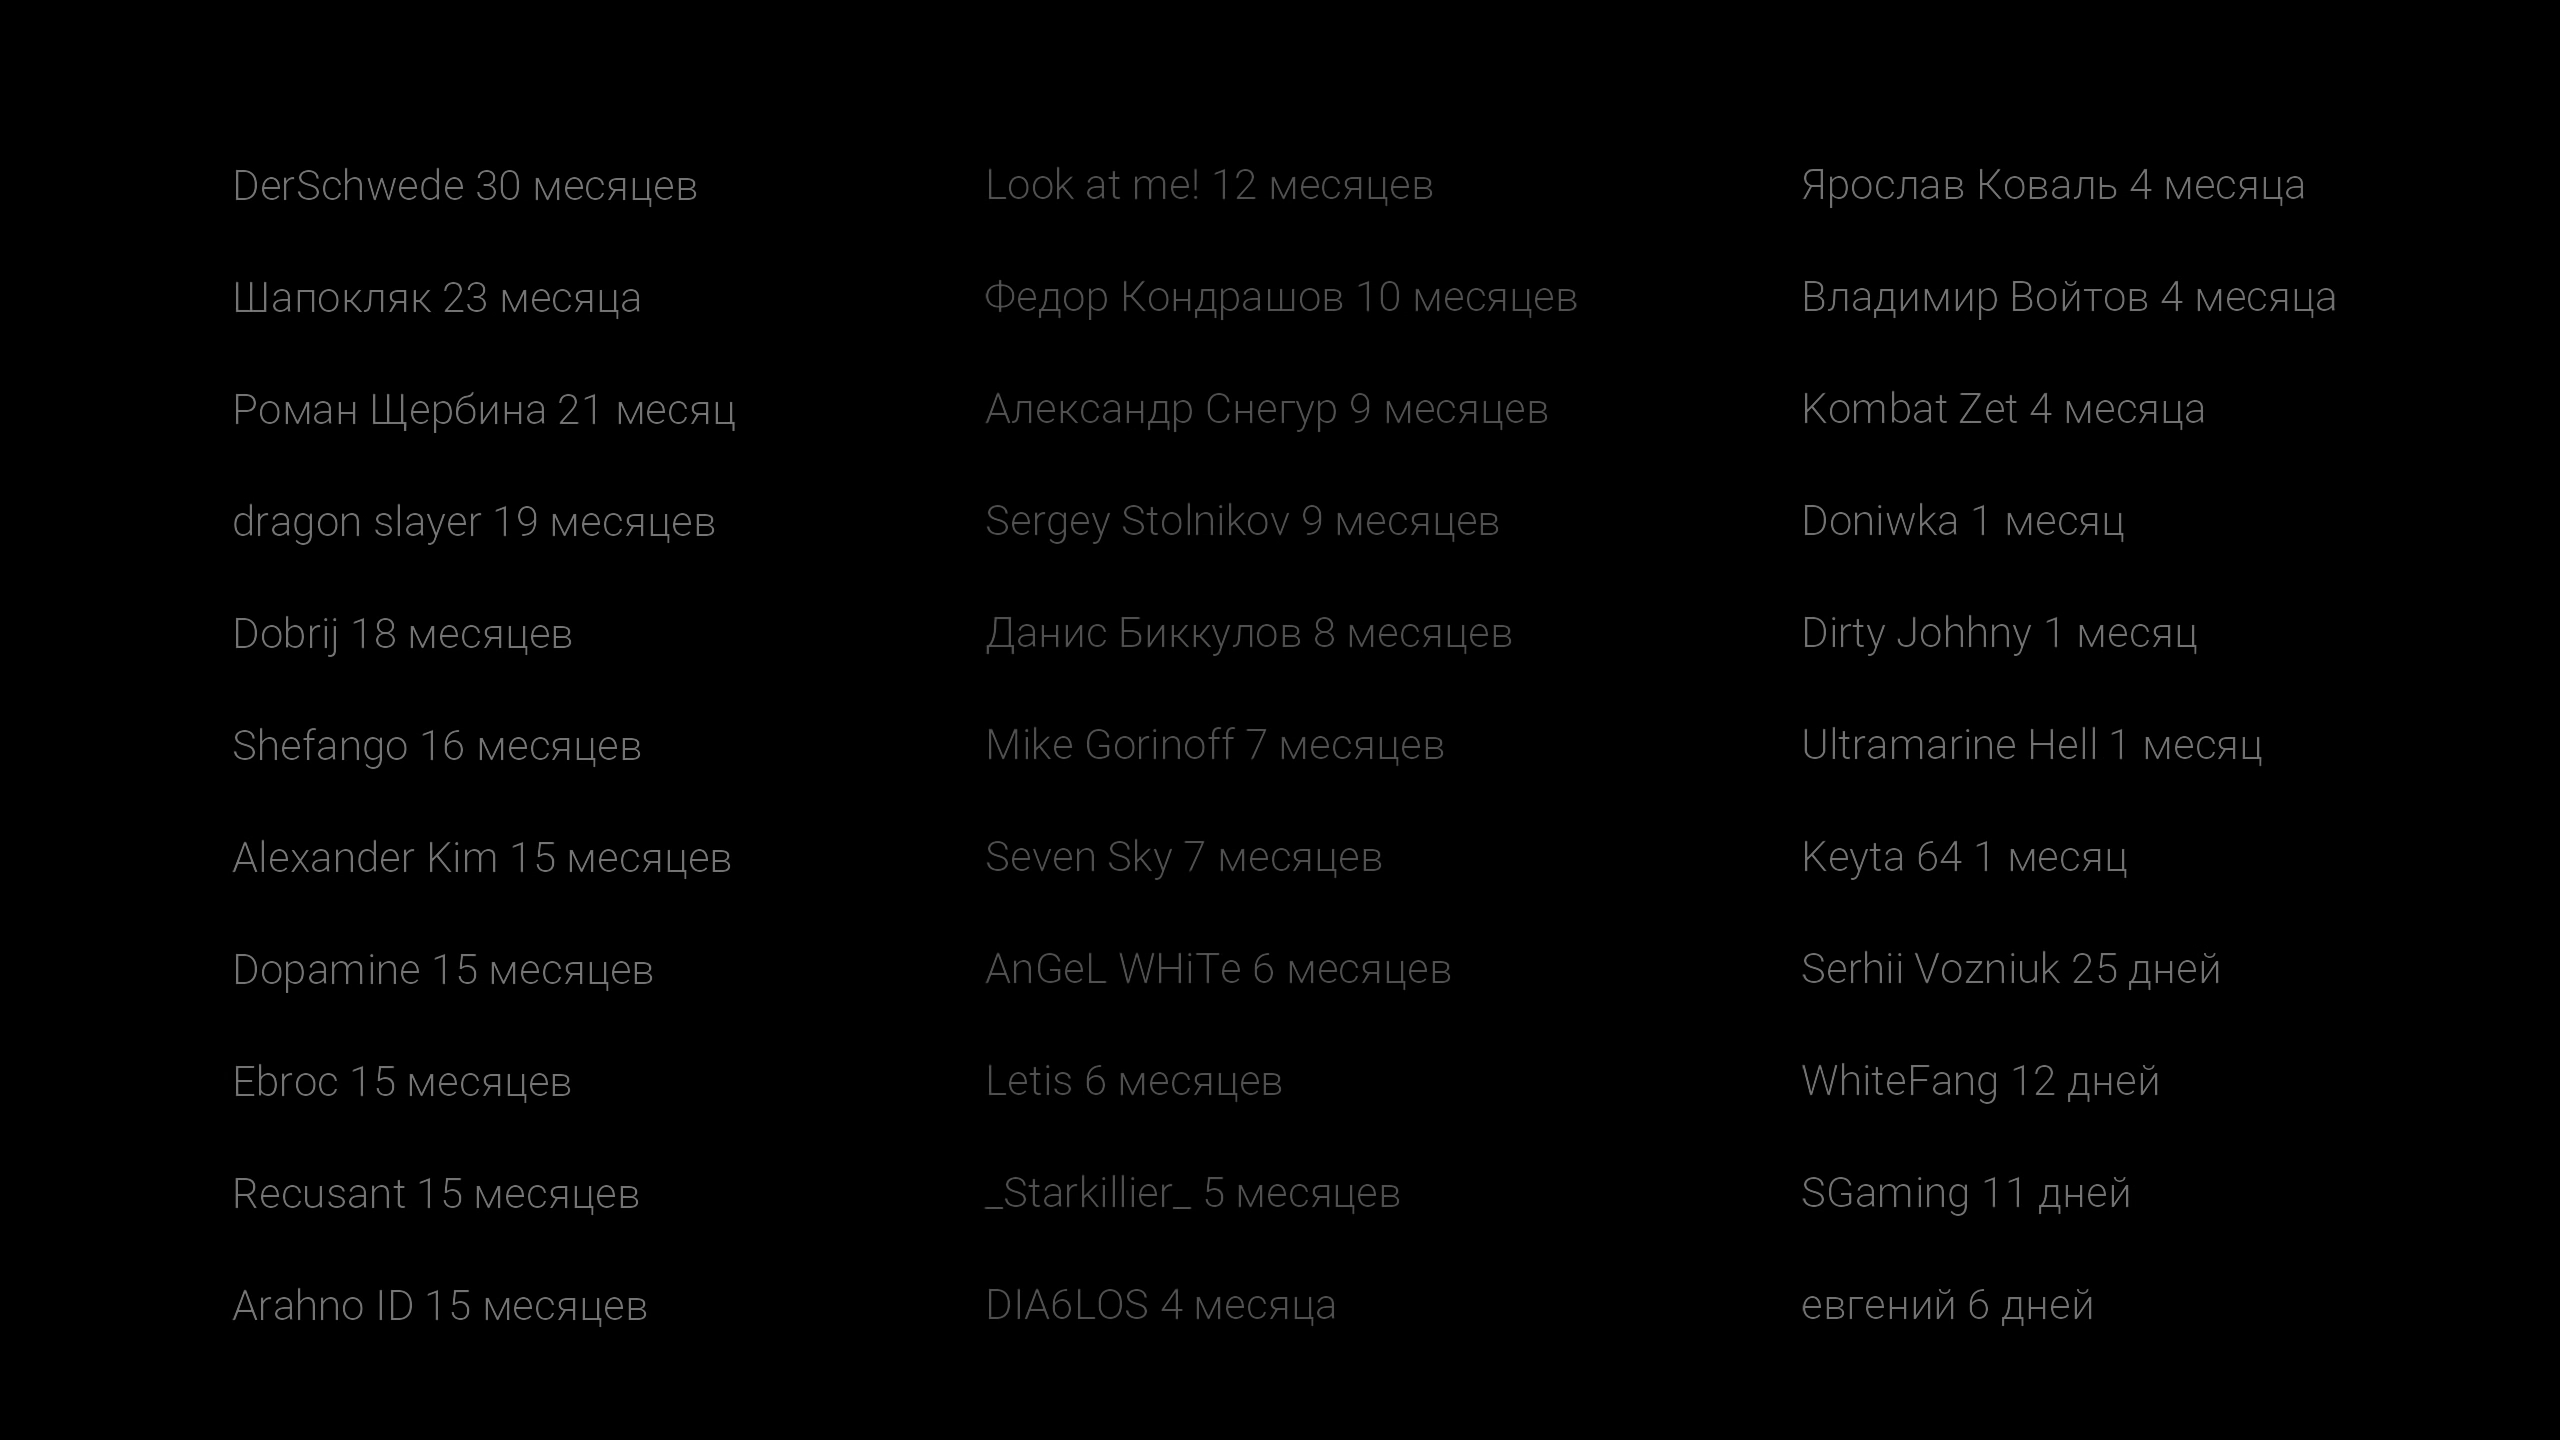 DerSchwede 30 месяцев
Шапокляк 23 месяца
Роман Щербина 21 месяц
dragon slayer 19 месяцев
Dobrij 18 месяцев
Shefango 16 месяцев
Alexander Kim 15 месяцев
Dopamine 15 месяцев
Ebroc 15 месяцев
Recusant 15 месяцев
Arahno ID 15 месяцев
Look at me! 12 месяцев
Федор Кондрашов 10 месяцев
Александр Снегур 9 месяцев
Sergey Stolnikov 9 месяцев
Данис Биккулов 8 месяцев
Mike Gorinoff 7 месяцев
Seven Sky 7 месяцев
AnGeL WHiTe 6 месяцев
Letis 6 месяцев
_Starkillier_ 5 месяцев
DIA6LOS 4 месяца
Ярослав Коваль 4 месяца
Владимир Войтов 4 месяца
Kombat Zet 4 месяца
Doniwka 1 месяц
Dirty Johhny 1 месяц
Ultramarine Hell 1 месяц
Keyta 64 1 месяц
Serhii Vozniuk 25 дней
WhiteFang 12 дней
SGaming 11 дней
евгений 6 дней